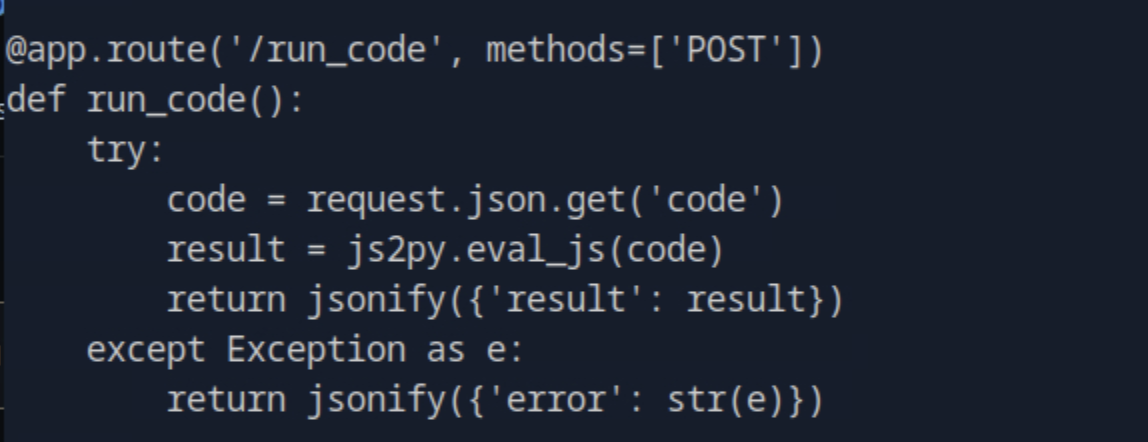 @app.route('/run_code', methods=['POST'])
def run_code():
    try:
        code = request.json.get('code')
        result = js2py.eval_js(code)
        return jsonify({'result': result})
    except Exception as e:
        return jsonify({'error': str(e)})